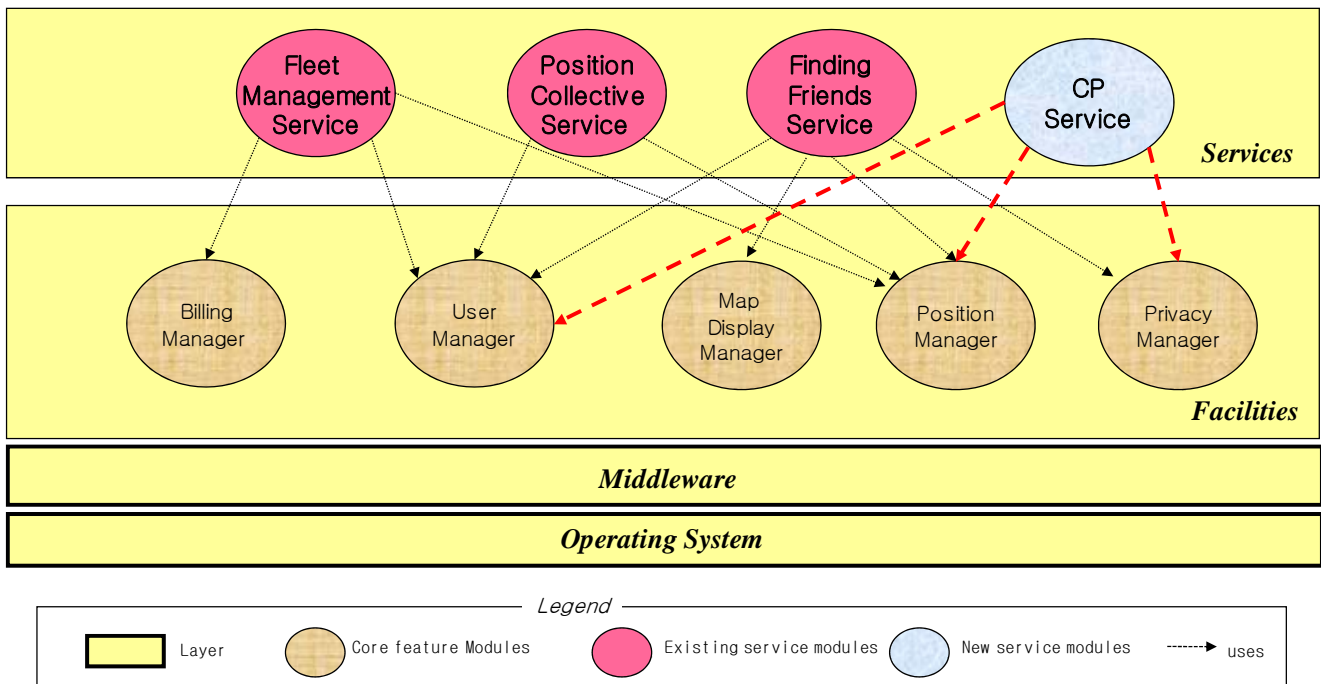 Fleet
Management
Service
Position
Collective
Service
Finding
Friends
Service
CP
Service
Services
Billing
Manager
User
Manager
Map
Display
Manager
Position
Manager
Privacy
Manager
Facilities
Middleware
Operating System
Legend
Layer
Core feature Modules
Existing service modules
New service modules
uses